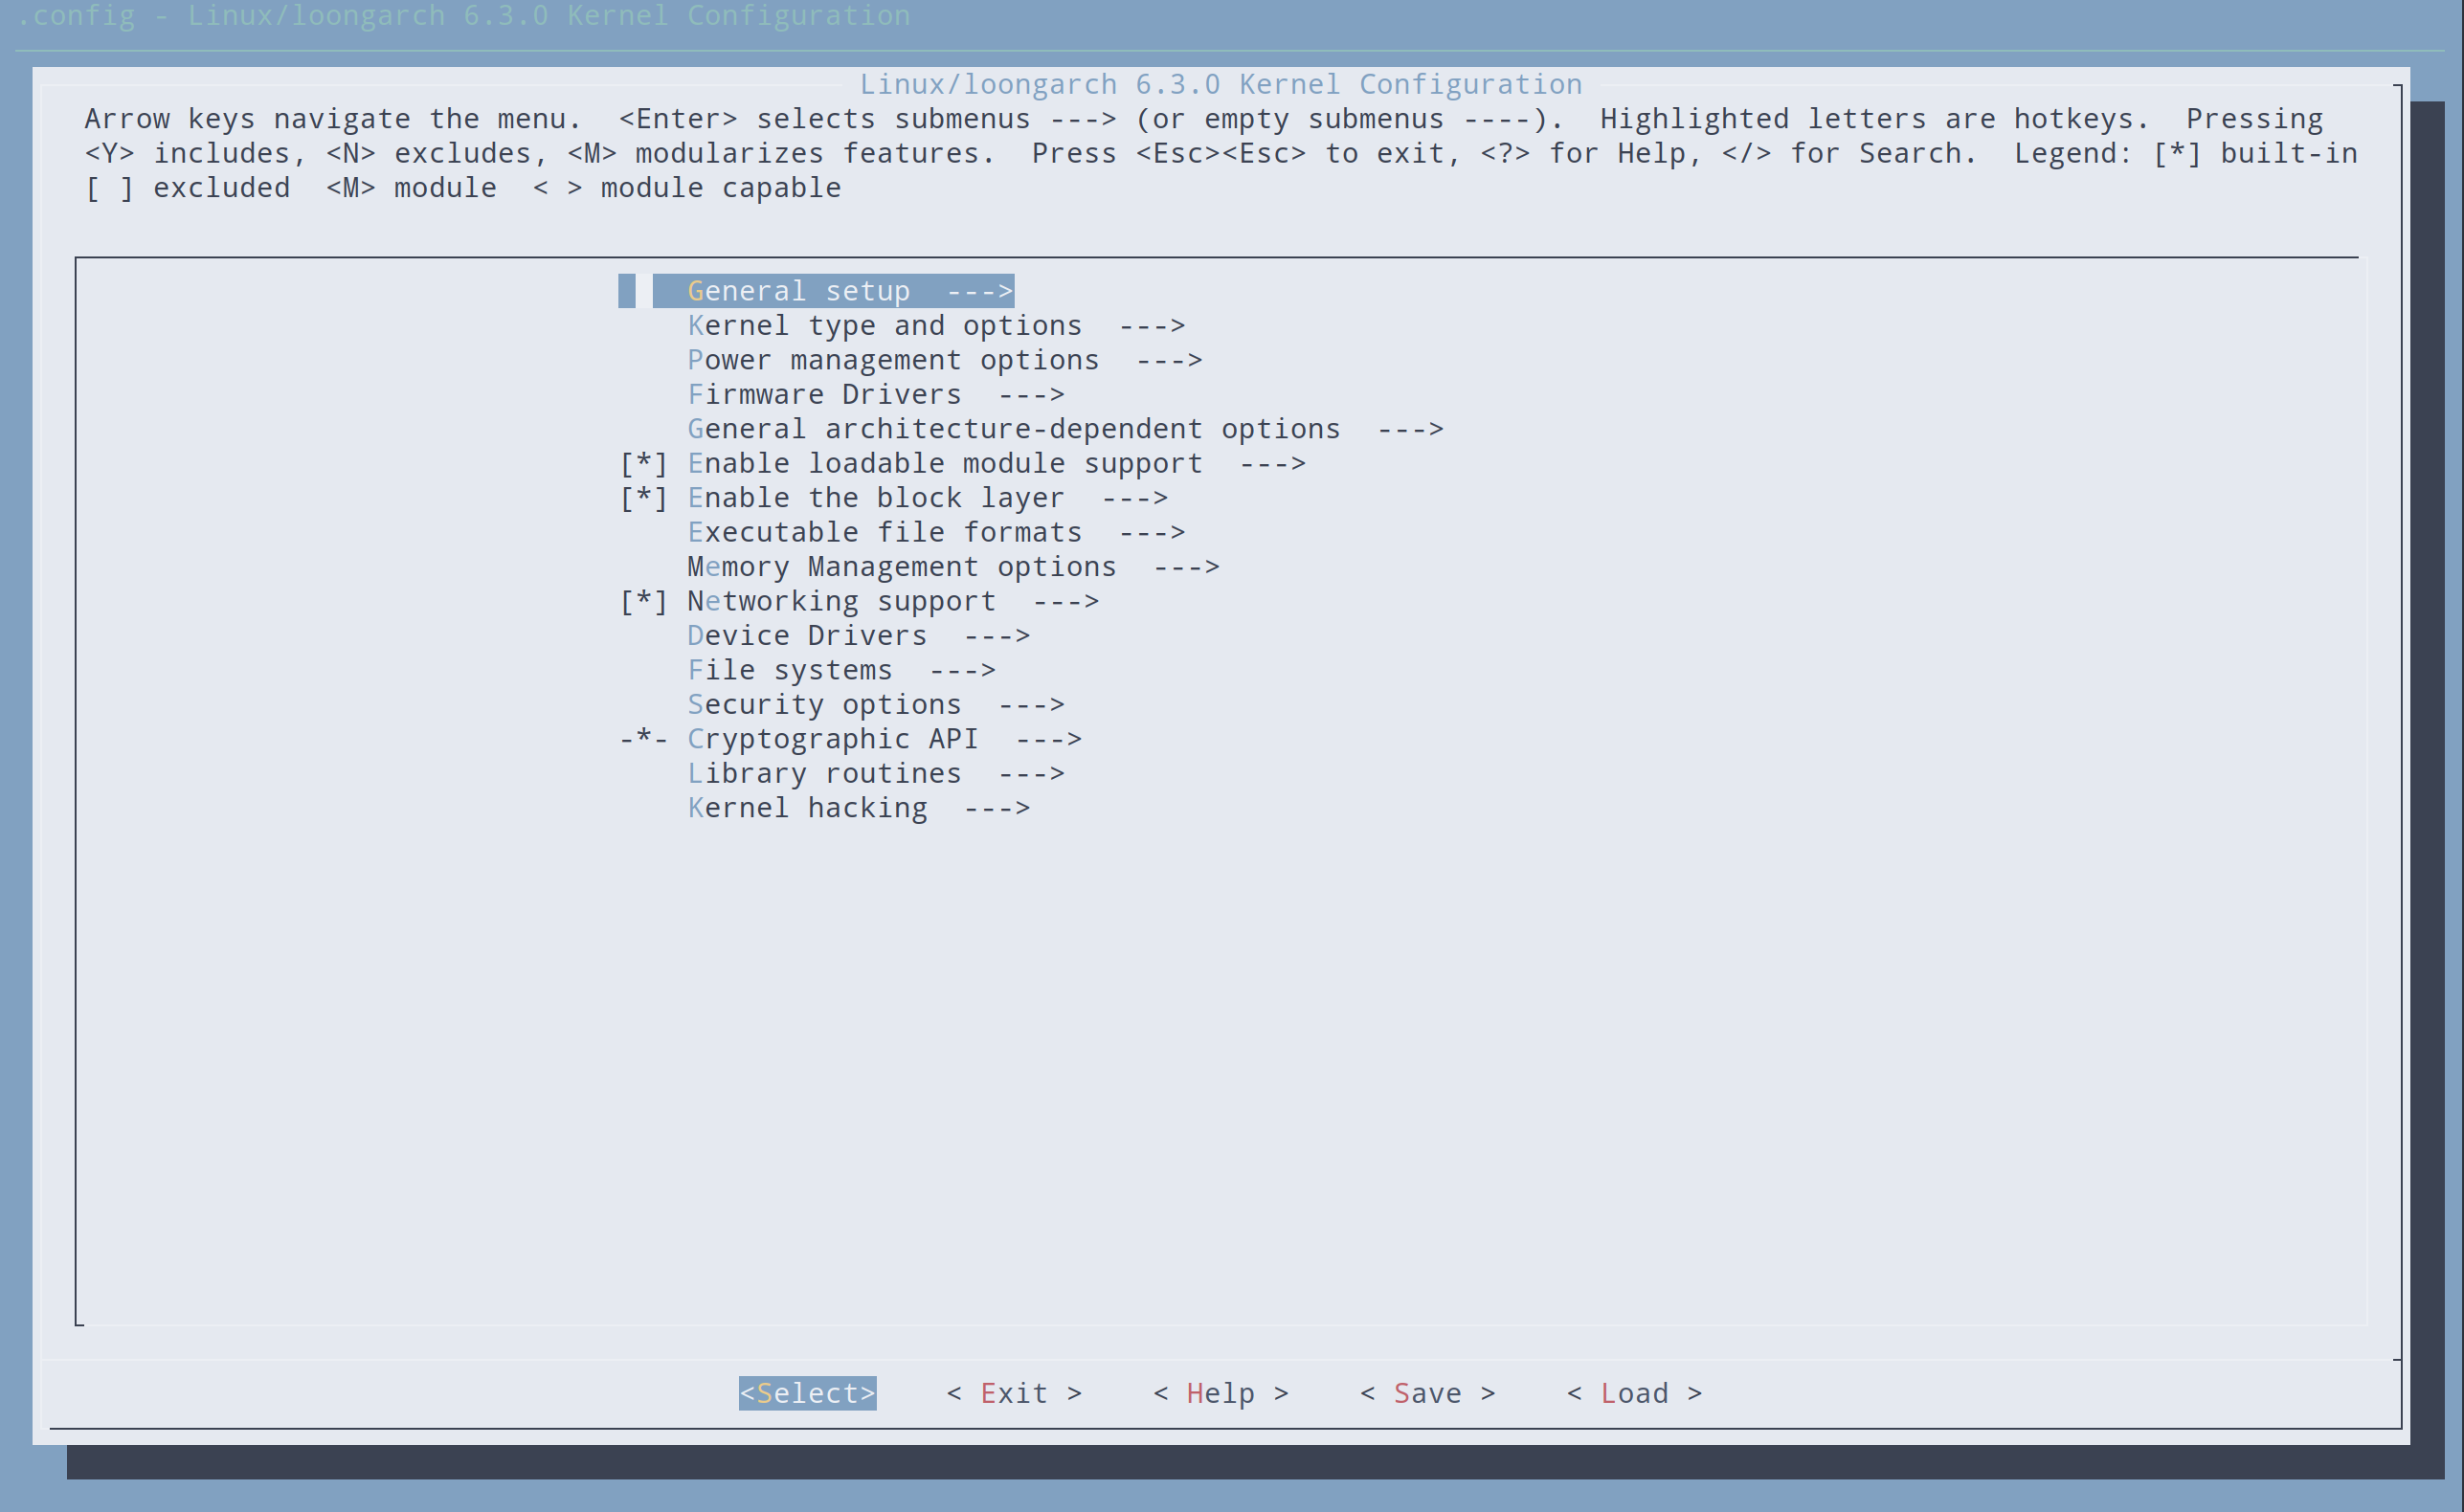 .config - Linux/loongarch 6.3.0 Kernel Configuration
Linux/loongarch 6.3.0 Kernel Configuration
Arrow keys navigate the menu.  <Enter> selects submenus ---> (or empty submenus ----).  Highlighted letters are hotkeys.  Pressing
<Y> includes, <N> excludes, <M> modularizes features.  Press <Esc><Esc> to exit, <?> for Help, </> for Search.  Legend: [*] built-in
[ ] excluded  <M> module  < > module capable
General setup  --->
Kernel type and options  --->
Power management options  --->
Firmware Drivers  --->
General architecture-dependent options  --->
[*] Enable loadable module support  --->
[*] Enable the block layer  --->
Executable file formats  --->
Memory Management options  --->
[*] Networking support  --->
Device Drivers  --->
File systems  --->
Security options  --->
-*- Cryptographic API  --->
Library routines  --->
Kernel hacking  --->
<Select>    < Exit >    < Help >    < Save >    < Load >